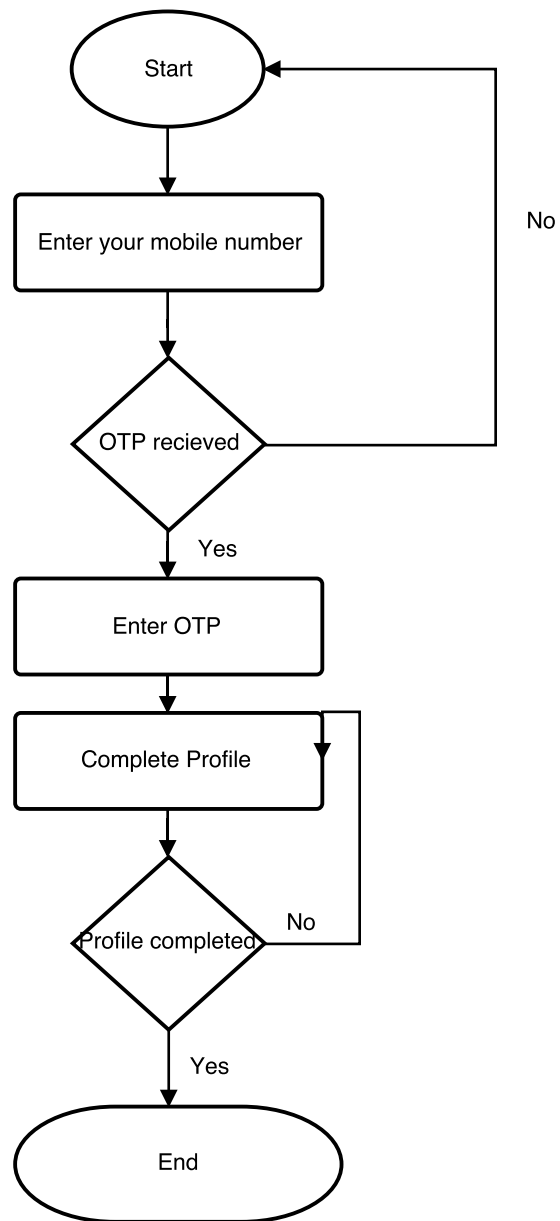 Start
No
Enter your mobile number
OTP recieved
Yes
Enter OTP
Complete Profile
No
Profile completed
Yes
End